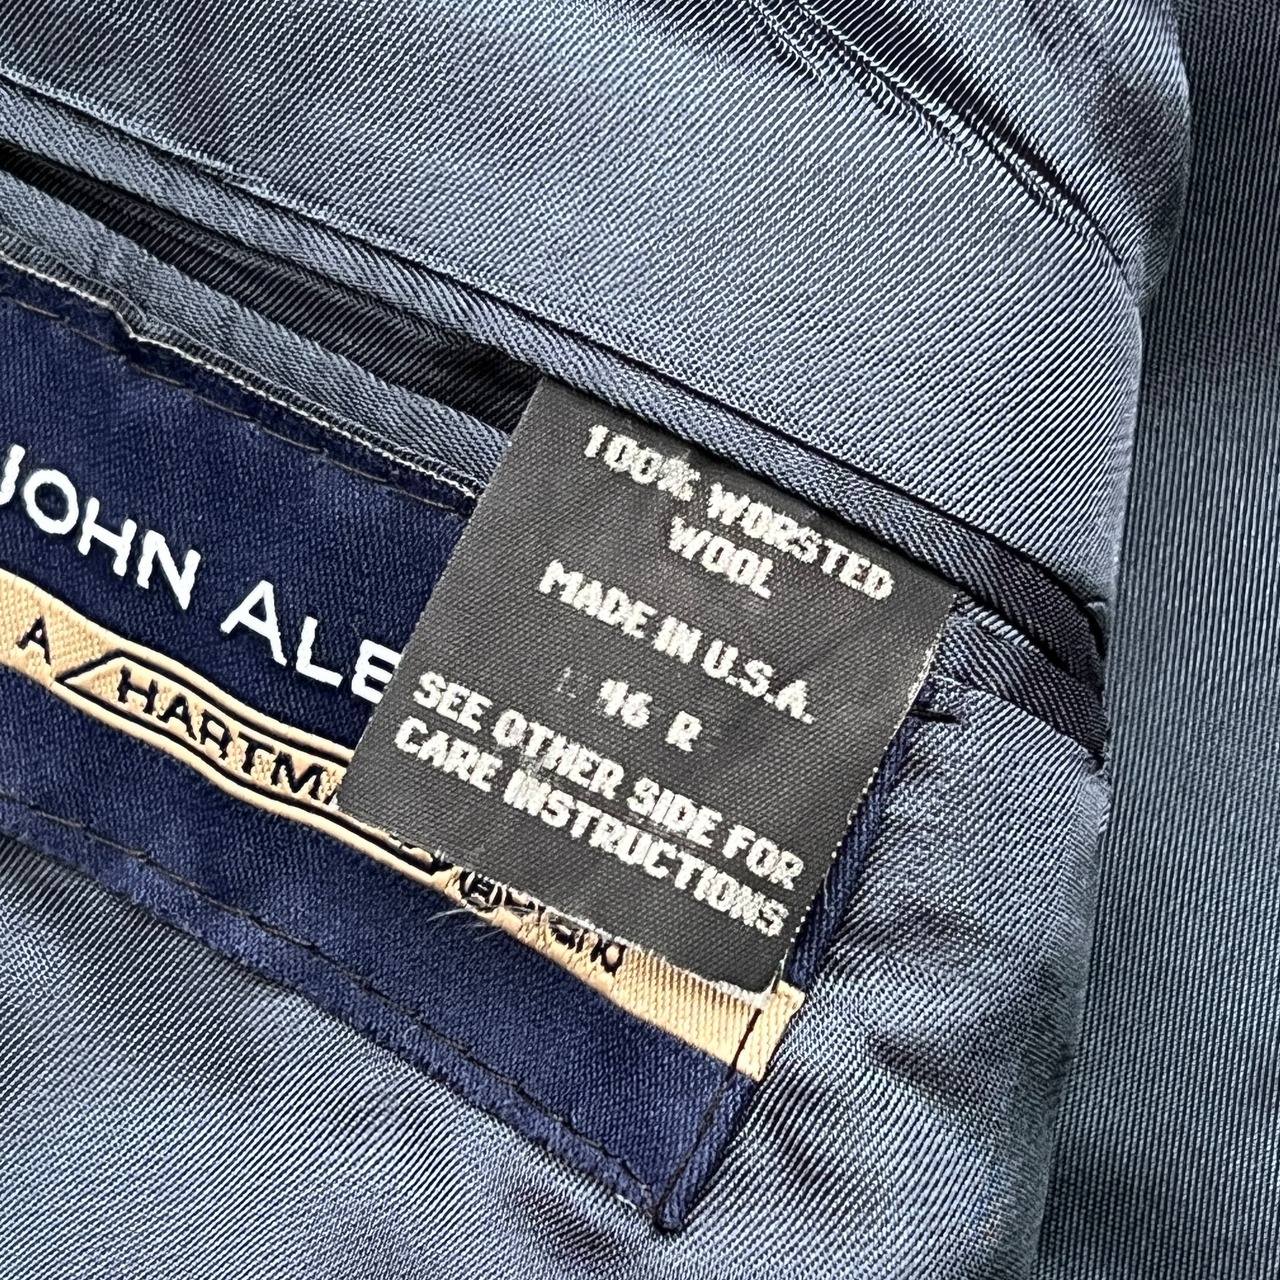 JOHN ALE
A HARTM
100% WORSTED
WOOL
MADE IN U.S.A.
46 R
SEE OTHER SIDE FOR
CARE INSTRUCTIONS